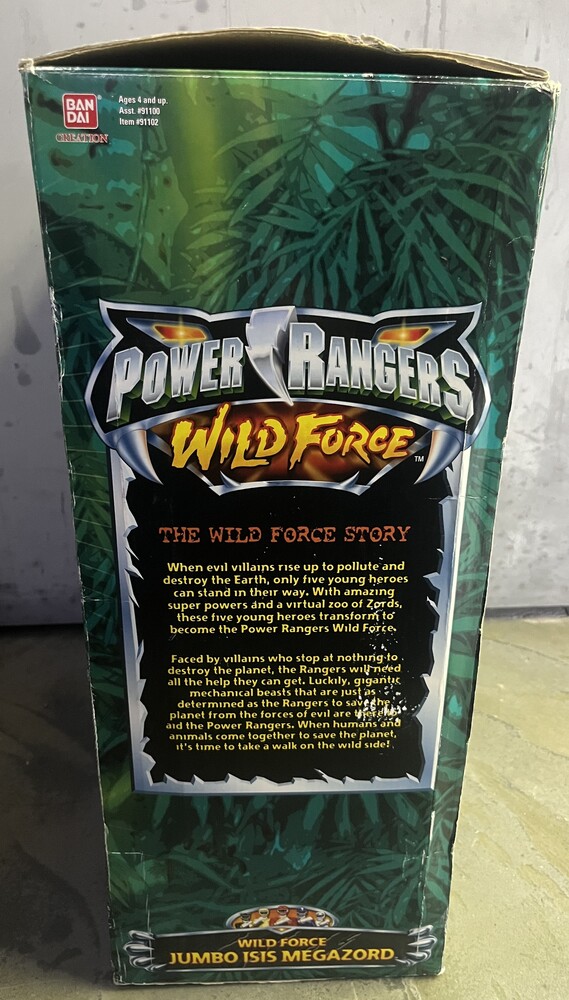 BAN
DAI
CREATION
Ages 4 and up.
Asst. #91100
Item #91102
POWER RANGERS
WILD FORCE™
THE WILD FORCE STORY
When evil villains rise up to pollute and
destroy the Earth, only five young heroes
can stand in their way. With amazing
super powers and a virtual zoo of Zords,
these five young heroes transform to
become the Power Rangers Wild Force.
Faced by villains who stop at nothing to
destroy the planet, the Rangers will need
all the help they can get. Luckily, gigantic
mechanical beasts that are just as
determined as the Rangers to save the
planet from the forces of evil are
aid the Power Rangers. When humans and
animals come together to save the planet,
it's time to take a walk on the wild side!
WILD FORCE
JUMBO ISIS MEGAZORD